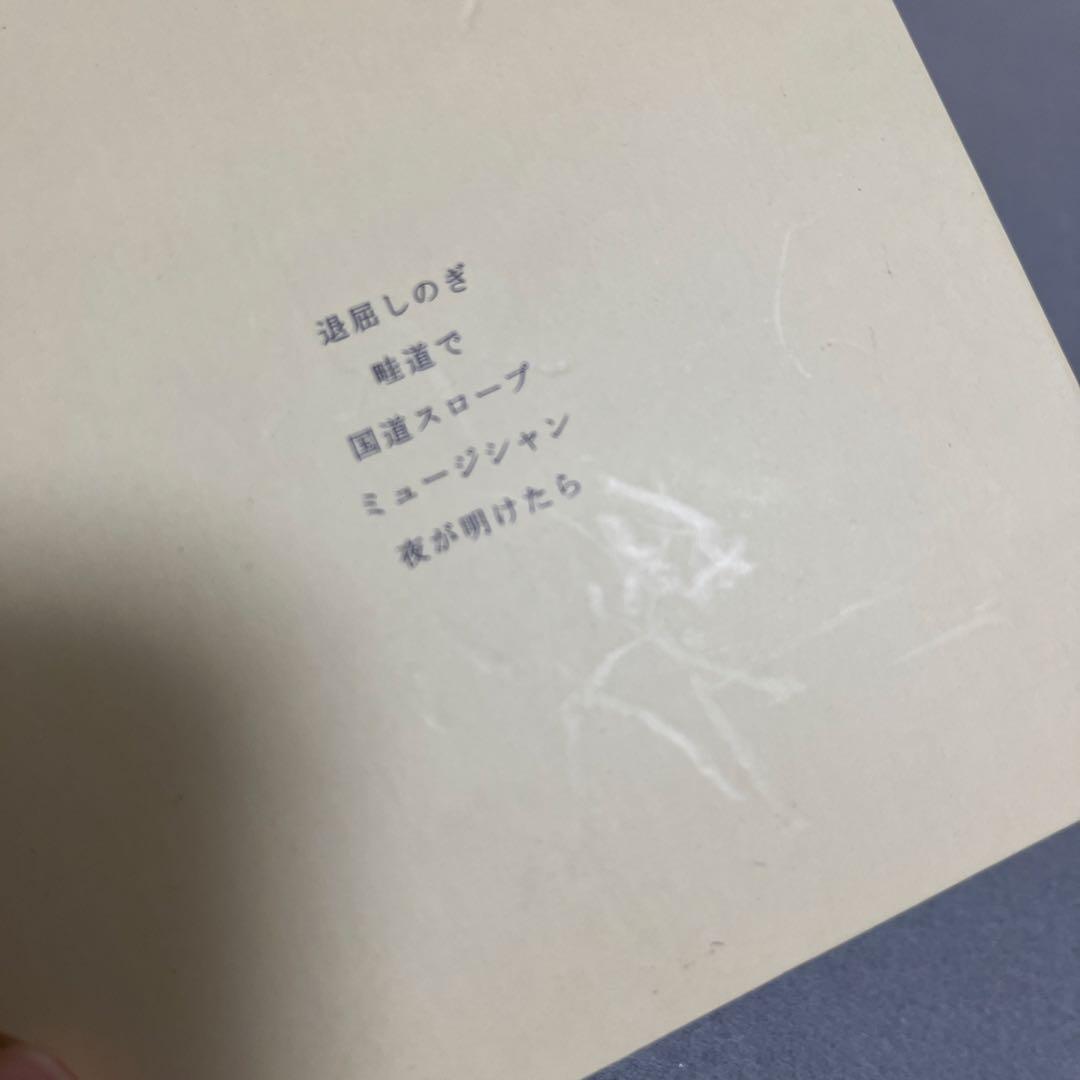 退屈しのぎ
畦道で
国道スロープ
ミュージシャン
夜が明けたら